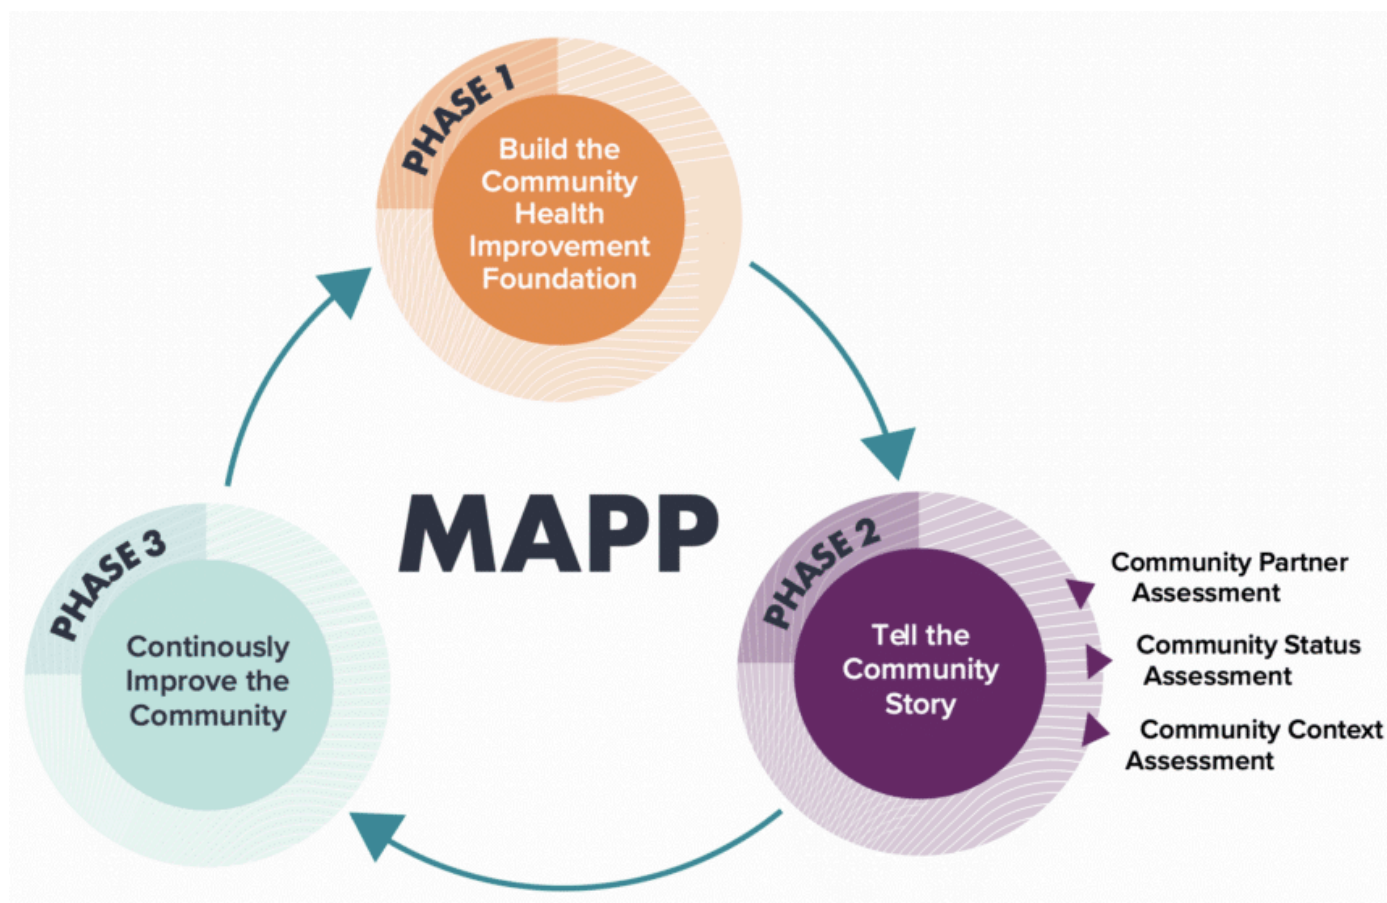 PHASE 1
Build the
Community
Health
Improvement
Foundation
MAPP
PHASE 2
Tell the
Community
Story
Community Partner
Assessment
Community Status
Assessment
Community Context
Assessment
PHASE 3
Continously
Improve the
Community